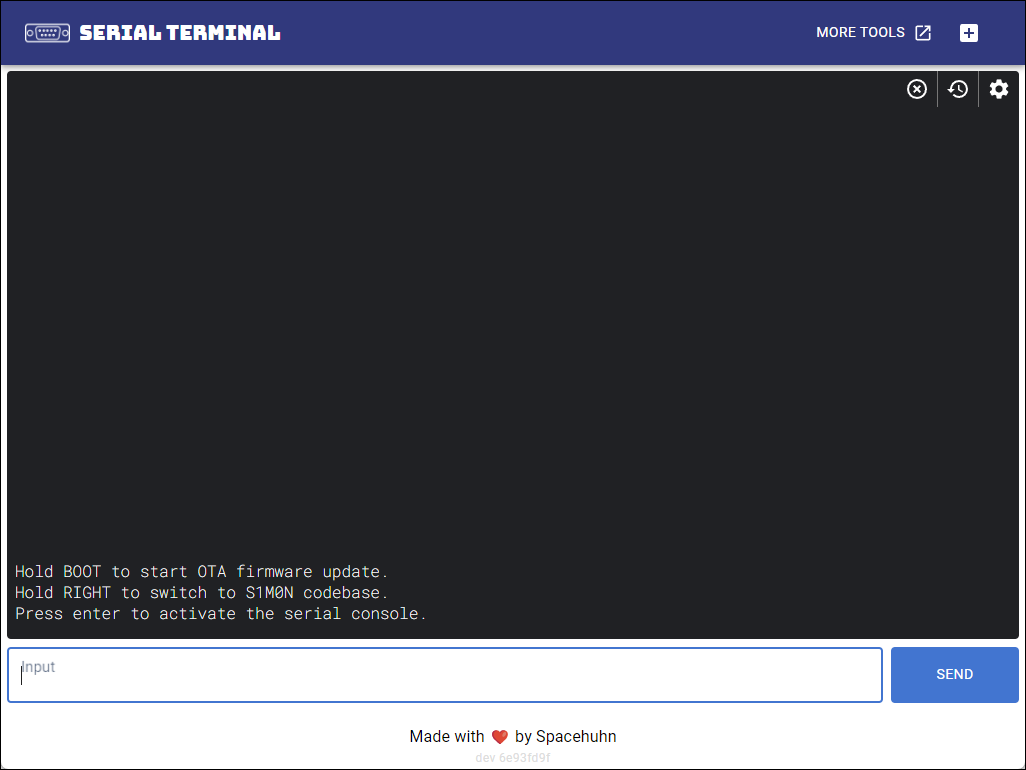 SERIAL TERMINAL
MORE TOOLS
Hold BOOT to start OTA firmware update.
Hold RIGHT to switch to S1M0N codebase.
Press enter to activate the serial console.
Input
SEND
Made with ❤️ by Spacehuhn
dev 6e93fd9f